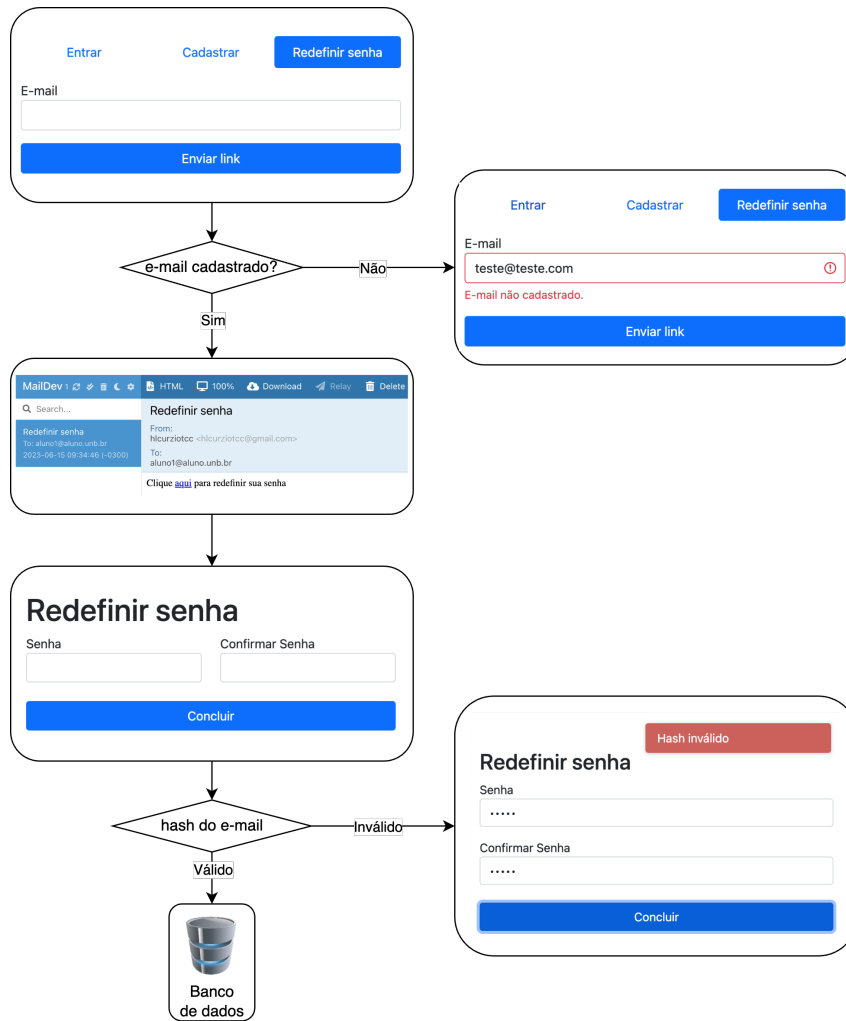 Entrar Cadastrar Redefinir senha
E-mail
Enviar link
e-mail cadastrado?
Não
Entrar Cadastrar Redefinir senha
E-mail
teste@teste.com
E-mail não cadastrado.
Enviar link
Sim
MailDev 1 HTML 100% Download Relay Delete
Search...
Redefinir senha
To: aluno1@aluno.unb.br
2023-06-15 09:34:46 (-0300)
Redefinir senha
From:
hlcurziotcc <hlcurziotcc@gmail.com>
To:
aluno1@aluno.unb.br
Clique aqui para redefinir sua senha
Redefinir senha
Senha Confirmar Senha
Concluir
hash do e-mail
Inválido
Hash inválido
Redefinir senha
Senha
•••••
Confirmar Senha
•••••
Concluir
Válido
Banco
de dados